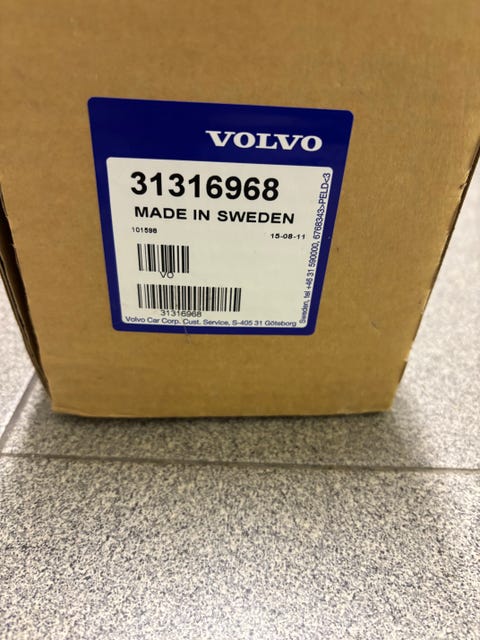 VOLVO
31316968
MADE IN SWEDEN
101598
15-08-11
VO
31316968
Volvo Car Corp. Cust. Service, S-405 31 Göteborg
Sweden, tel +46 31 590000, 6768343>PELD<3